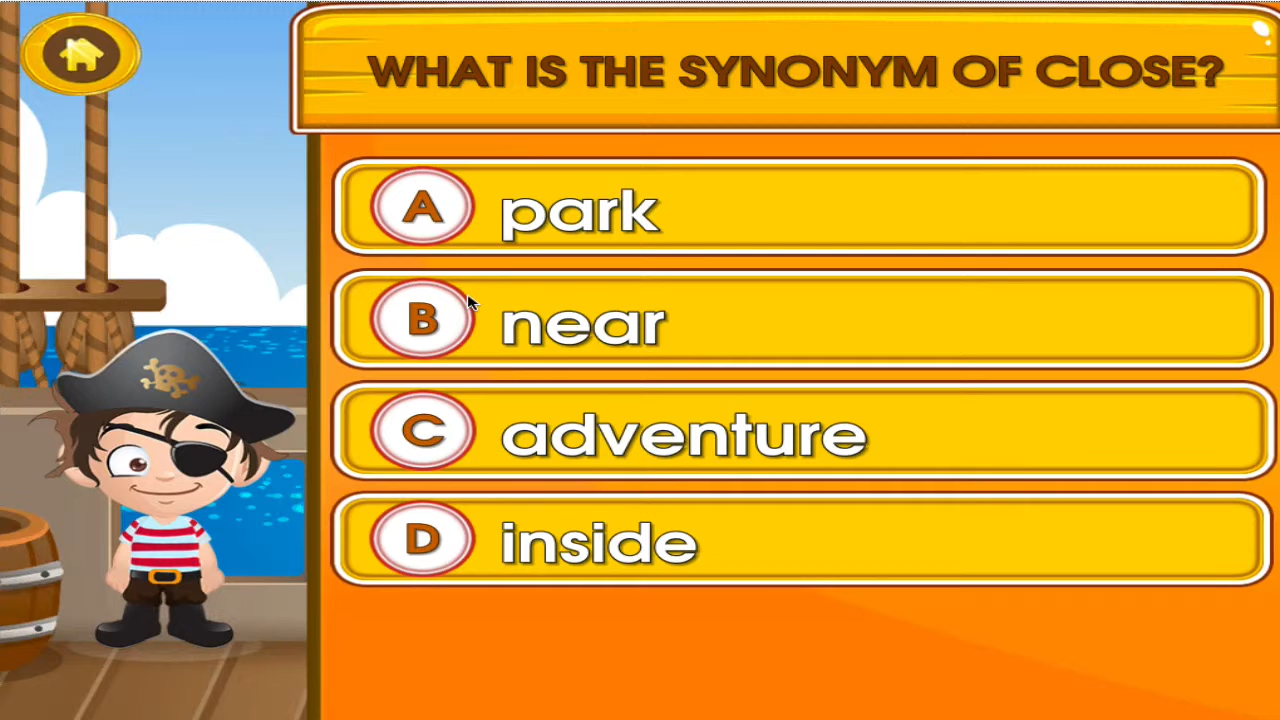 WHAT IS THE SYNONYM OF CLOSE?
A park
B near
C adventure
D inside